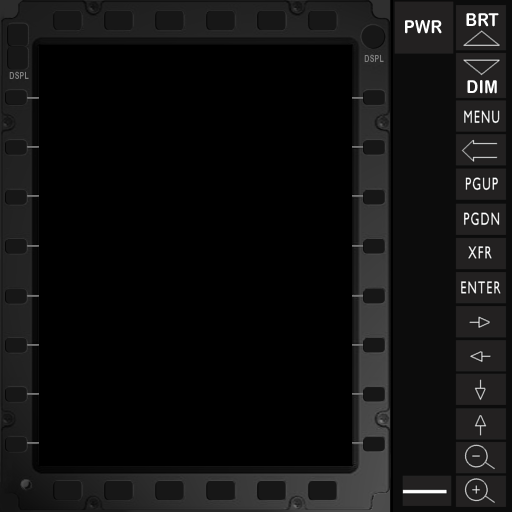 PWR
BRT
DSPL
DSPL
DIM
MENU
PGUP
PGDN
XFR
ENTER